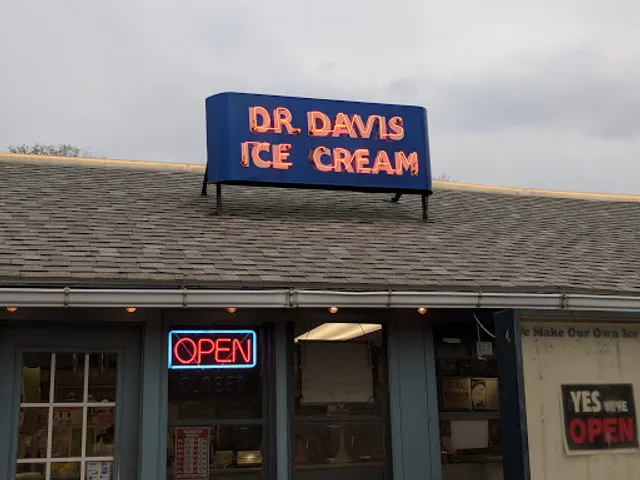 DR. DAVIS
ICE CREAM
OPEN
CLOSED
We Make Our Own Ice
YES WE'RE
OPEN